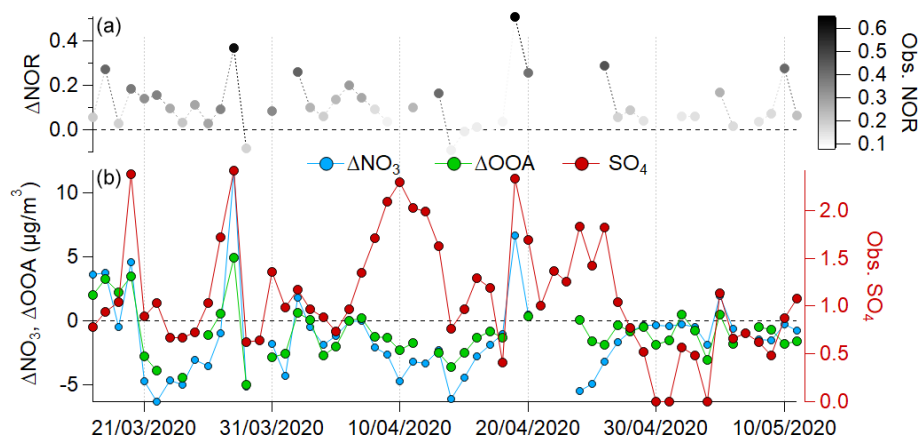 (a)
ΔNOR
0.4
0.2
0.0
Obs. NOR
0.6
0.5
0.4
0.3
0.2
0.1
(b)
ΔNO₃ ΔOOA SO₄
ΔNO₃, ΔOOA (µg/m³)
10
5
0
-5
Obs. SO₄
2.0
1.5
1.0
0.5
0.0
21/03/2020 31/03/2020 10/04/2020 20/04/2020 30/04/2020 10/05/2020